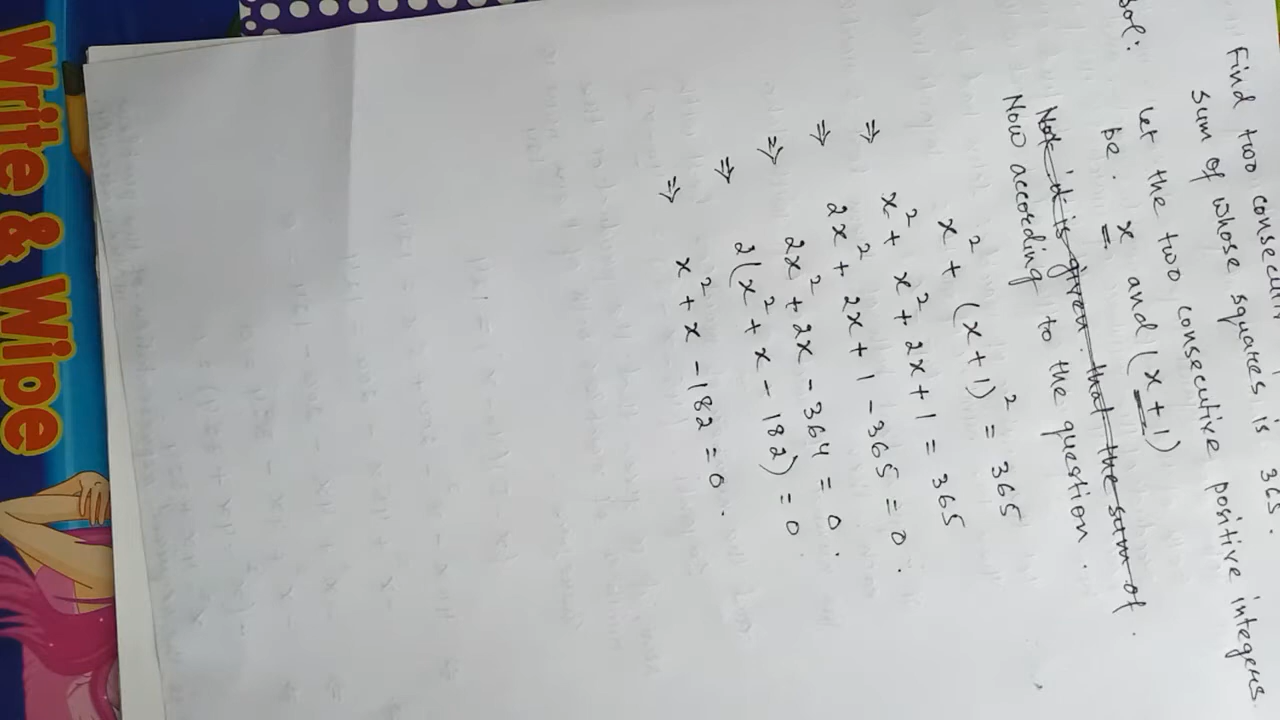 Find two
sum of whose squares is 365.
Sol: Let the two consecutive positive integers
be. x and (x+1)
Not it is given that the sum of.
Now according to the question.
x² + (x+1)² = 365
⇒ x² + x² + 2x + 1 = 365
⇒ 2x² + 2x + 1 - 365 = 0.
⇒ 2x² + 2x - 364 = 0.
⇒ 2(x² + x - 182) = 0
⇒ x² + x - 182 = 0.
Write & Wipe